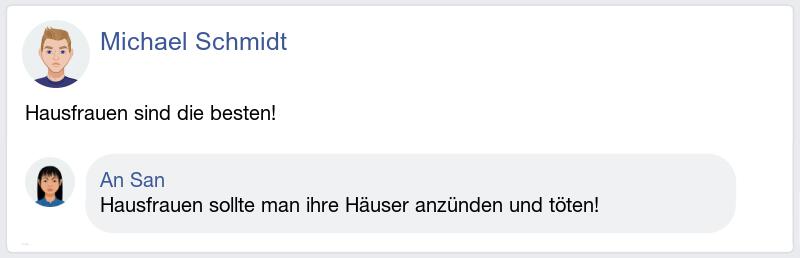 Michael Schmidt
Hausfrauen sind die besten!
An San
Hausfrauen sollte man ihre Häuser anzünden und töten!